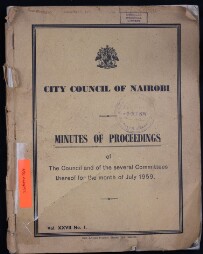 CITY COUNCIL OF NAIROBI
MINUTES OF PROCEEDINGS
of
The Council and of the several Committees
thereof for the month of July 1959.
Vol. XXVII No. 1.